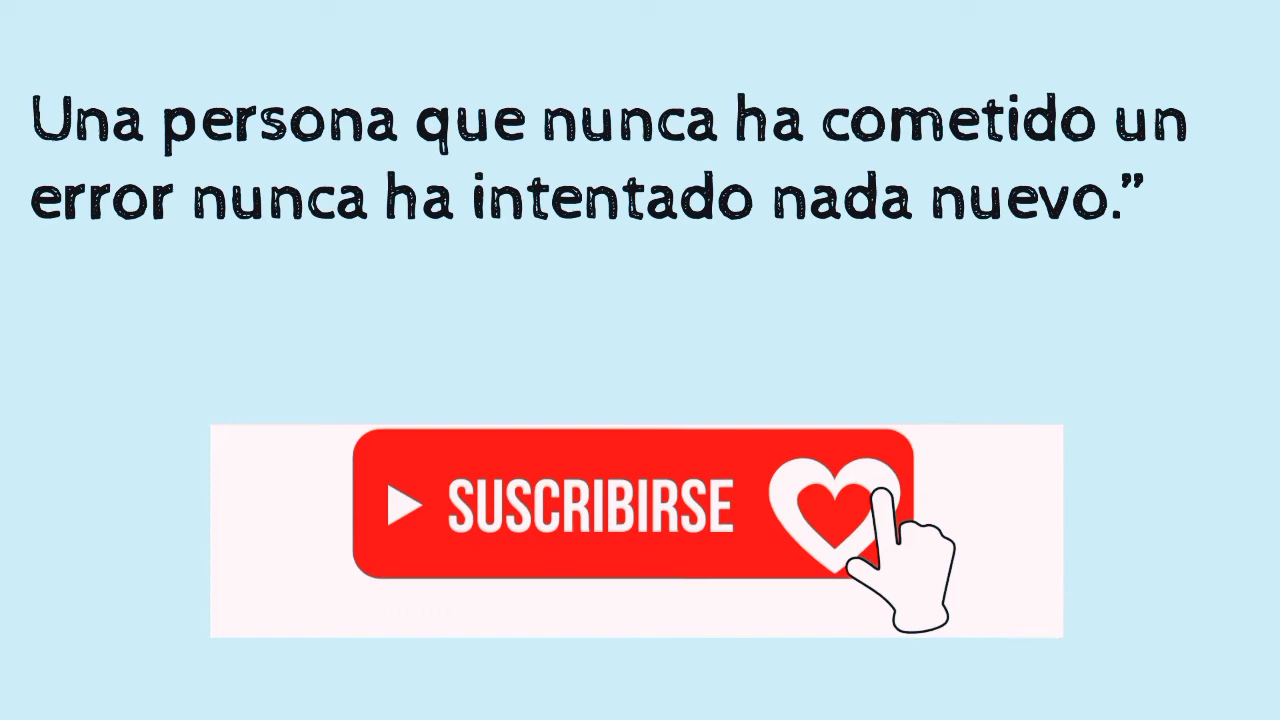 Una persona que nunca ha cometido un
error nunca ha intentado nada nuevo.”
SUSCRIBIRSE